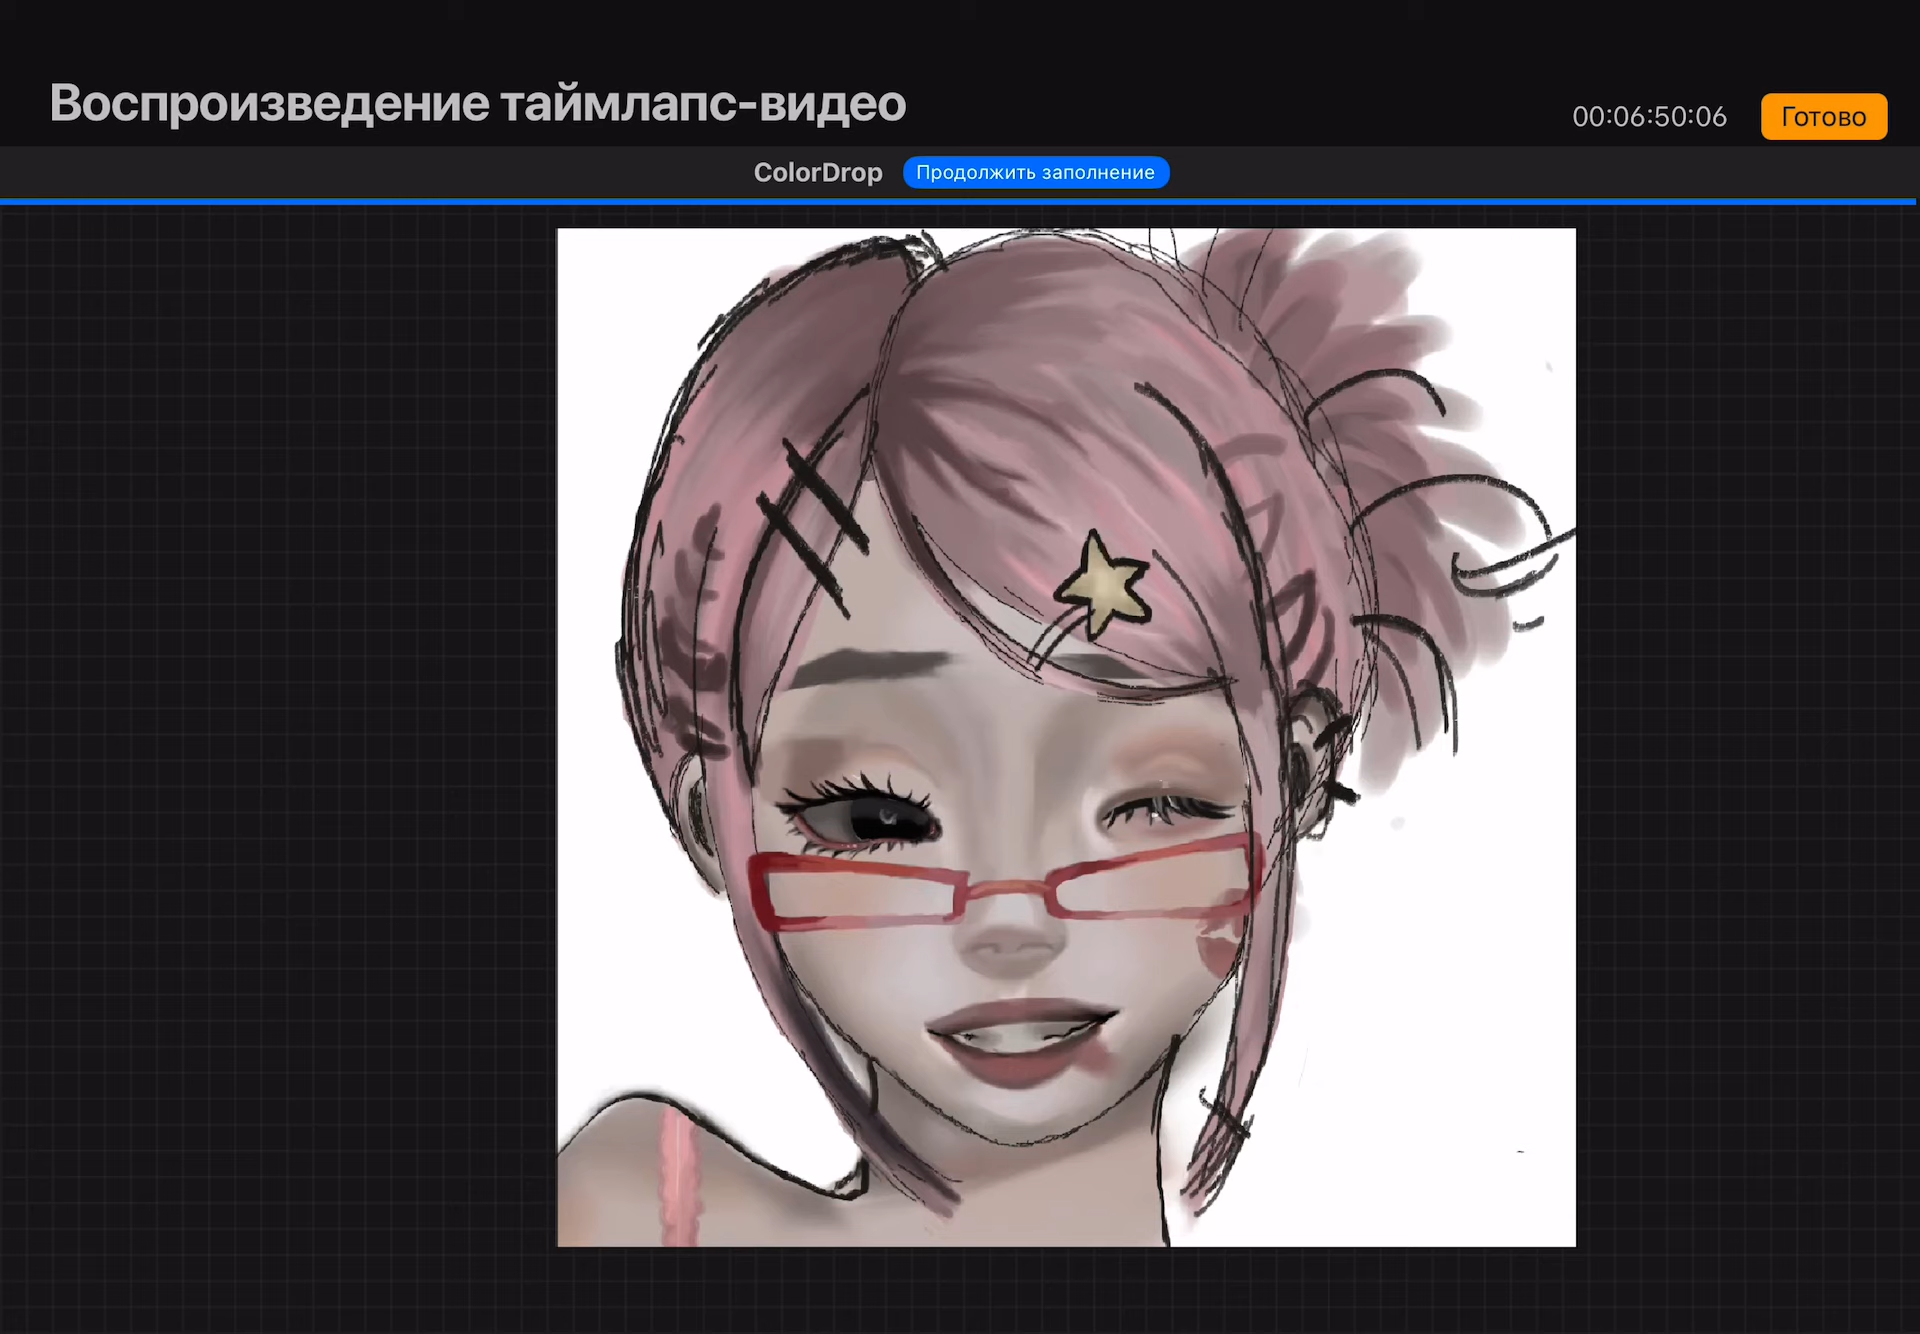 Воспроизведение таймлапс-видео
00:06:50:06 Готово
ColorDrop Продолжить заполнение